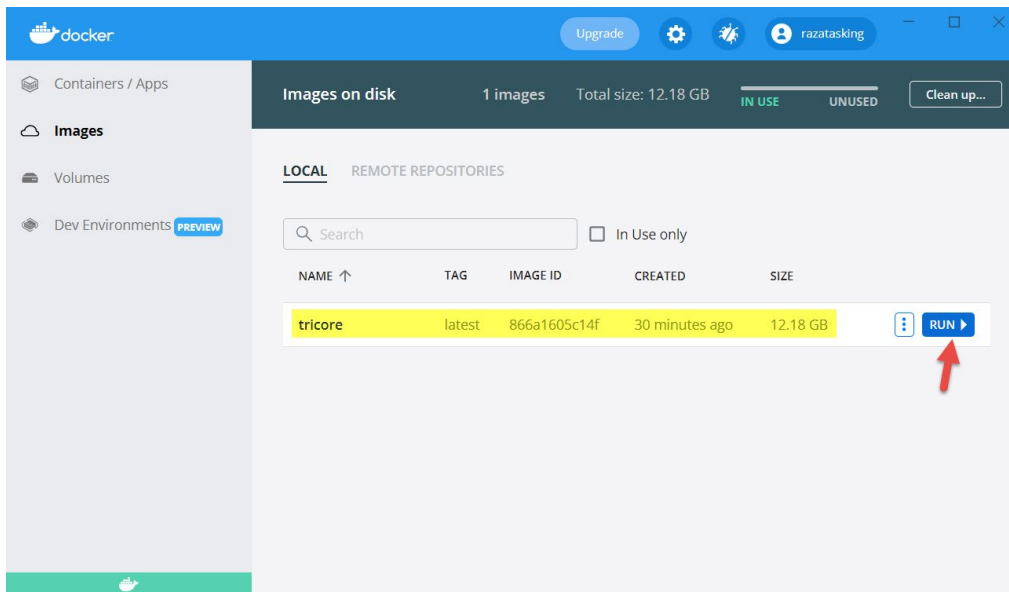 docker
Upgrade
razatasking
Containers / Apps
Images
Volumes
Dev Environments PREVIEW
Images on disk
1 images
Total size: 12.18 GB
IN USE
UNUSED
Clean up...
LOCAL
REMOTE REPOSITORIES
Search
In Use only
NAME TAG IMAGE ID CREATED SIZE
tricore latest 866a1605c14f 30 minutes ago 12.18 GB RUN